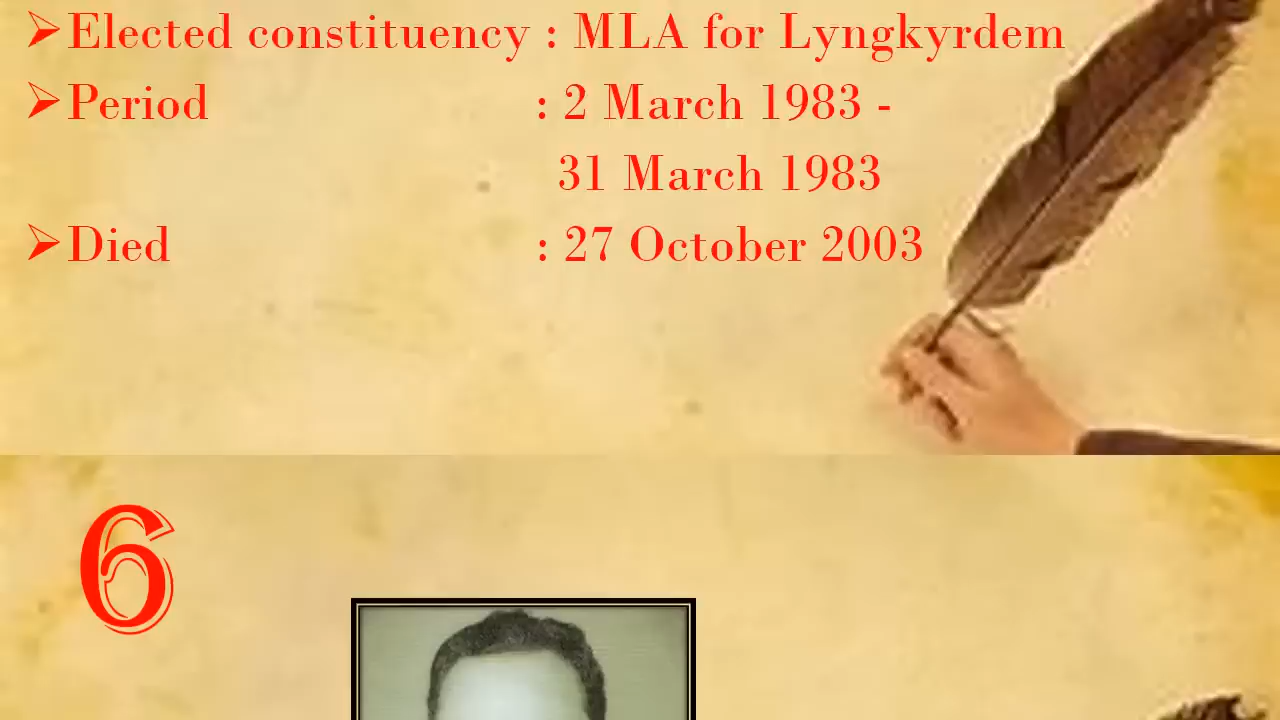 ➢Elected constituency : MLA for Lyngkyrdem
➢Period : 2 March 1983 -
31 March 1983
➢Died : 27 October 2003
6